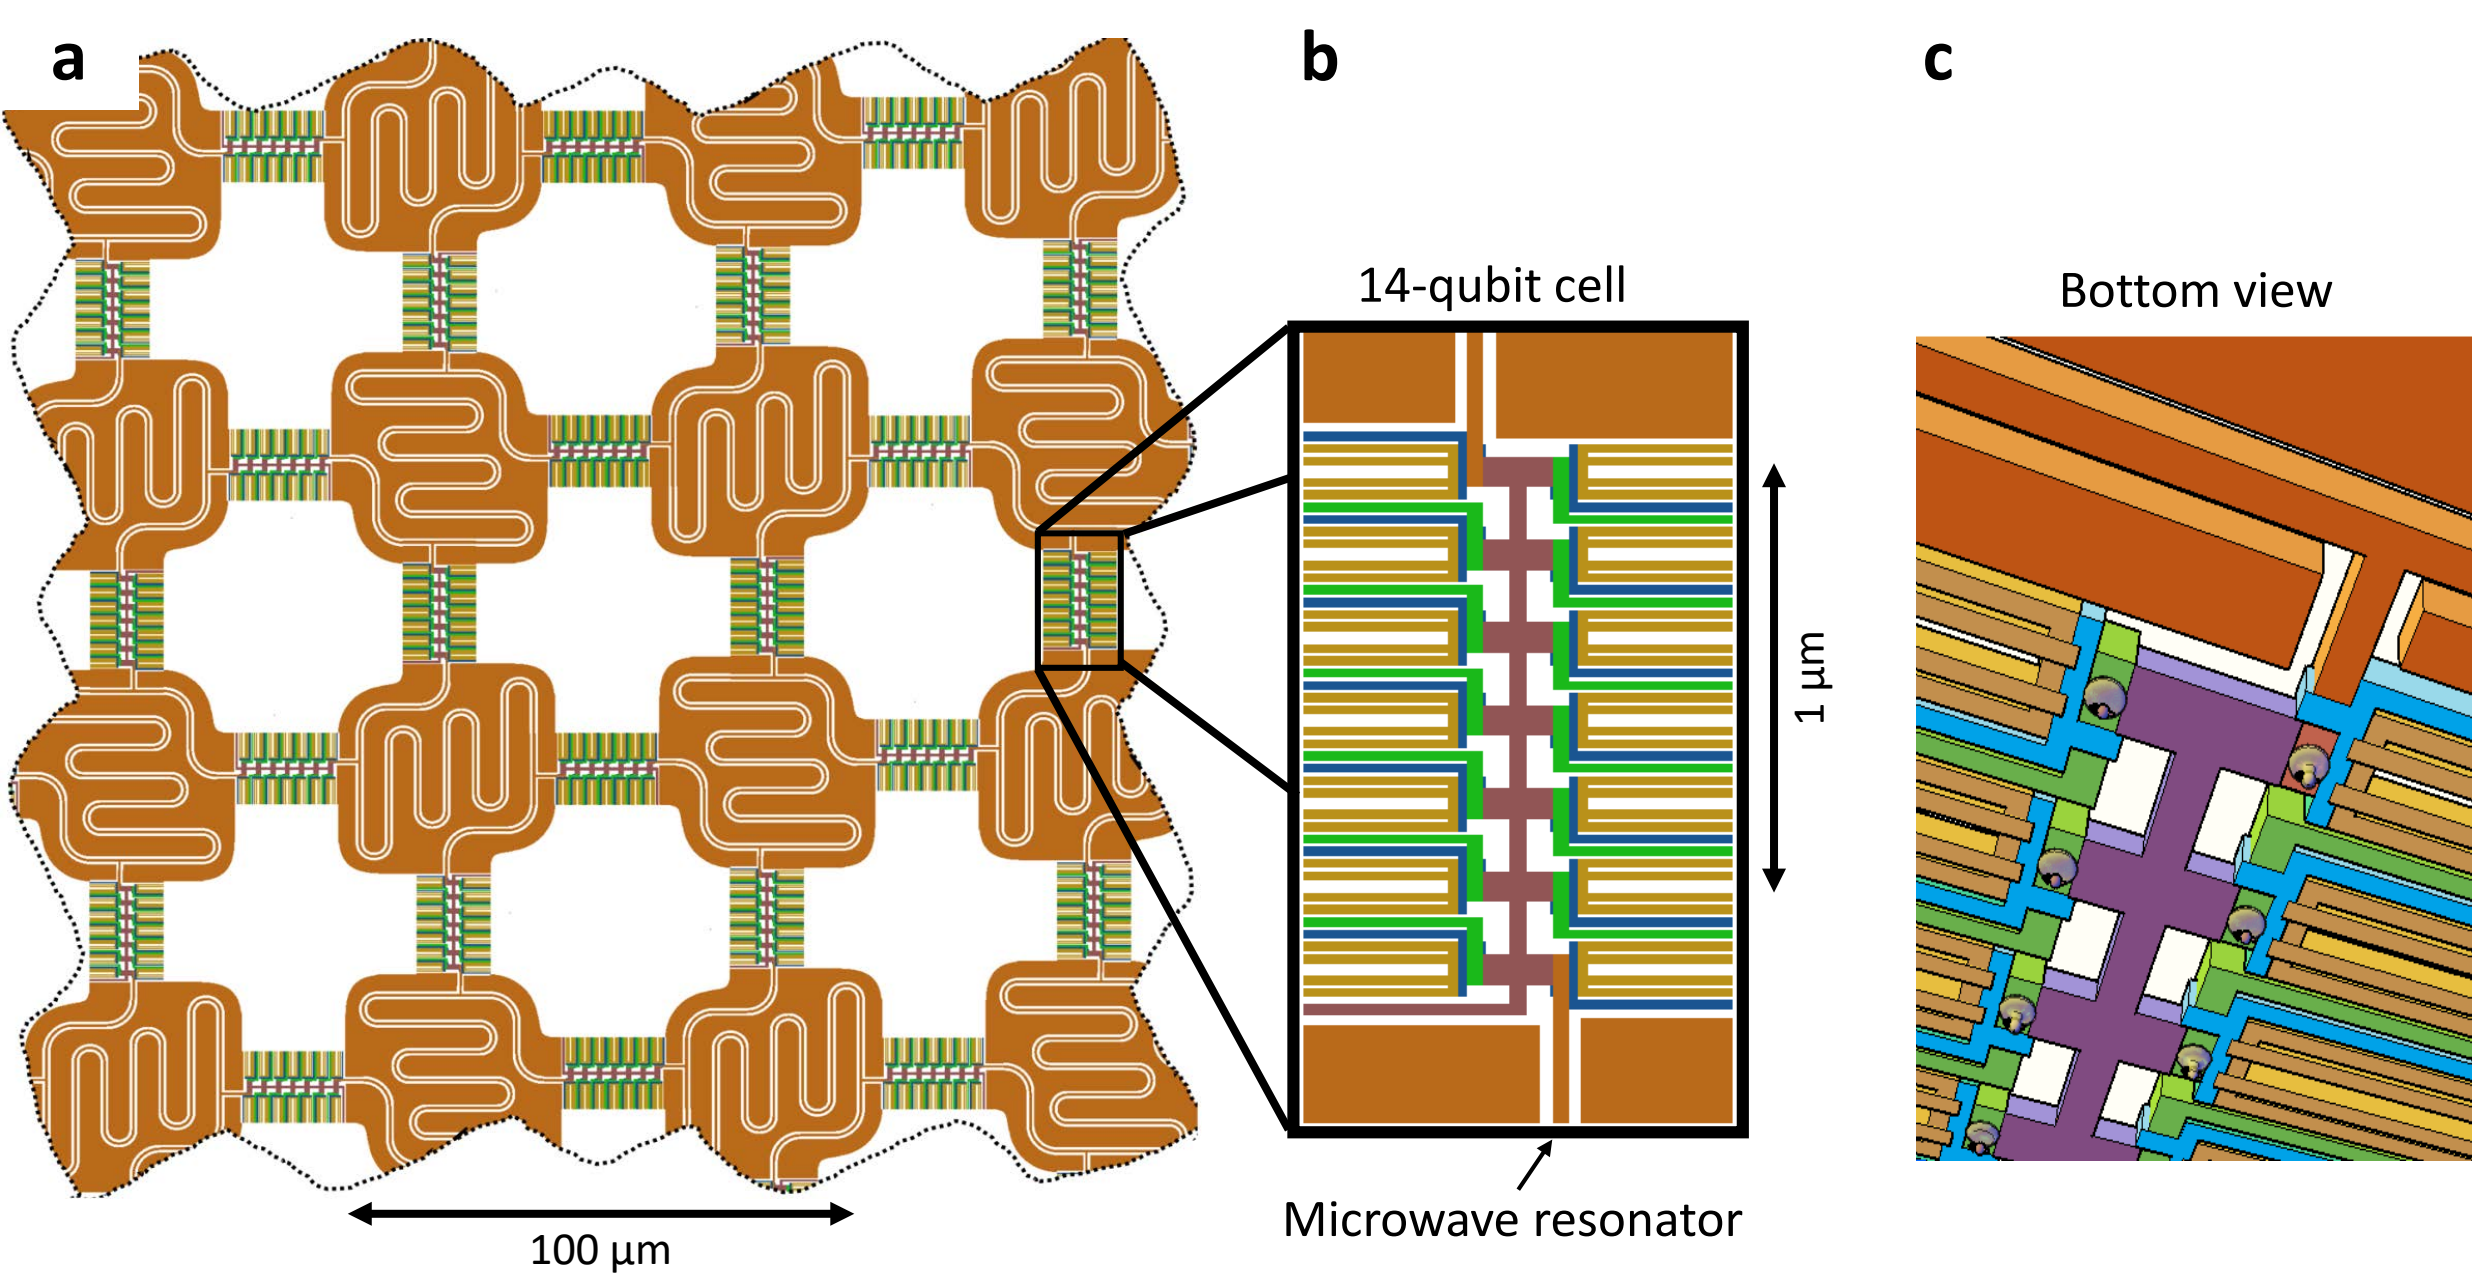 a
b
c
14-qubit cell
Bottom view
1 µm
Microwave resonator
100 µm